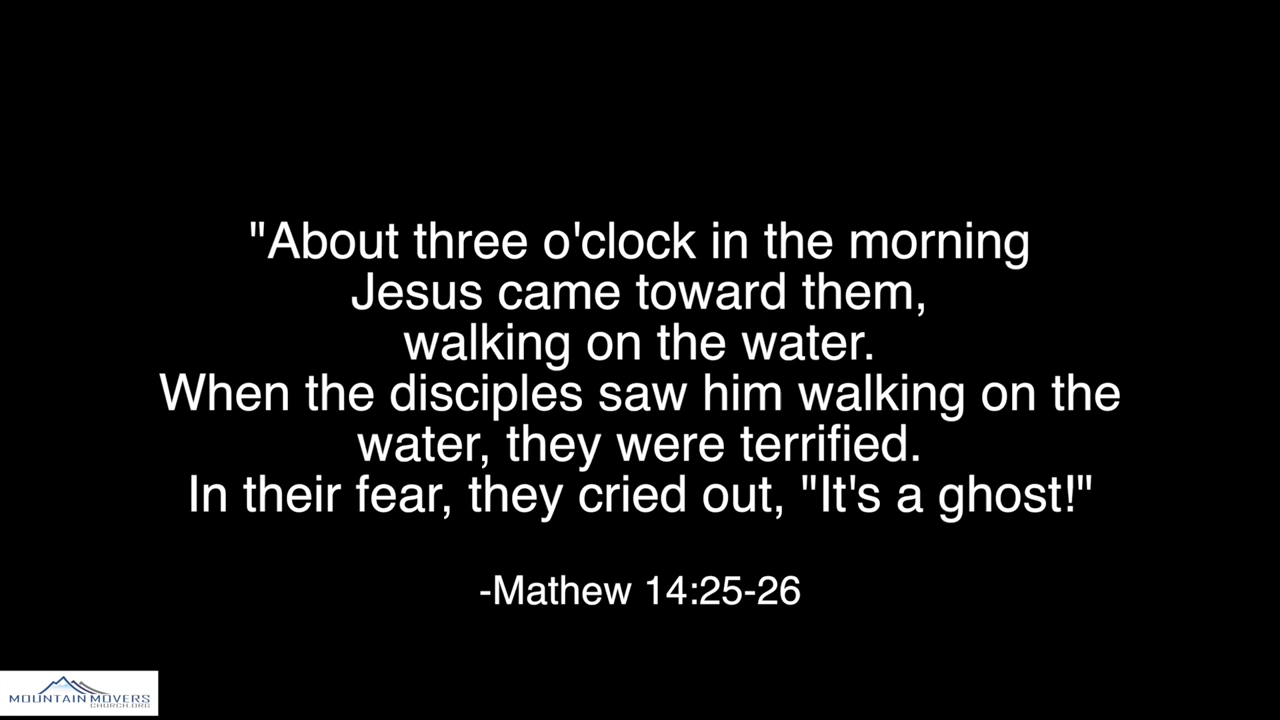 "About three o'clock in the morning
Jesus came toward them,
walking on the water.
When the disciples saw him walking on the
water, they were terrified.
In their fear, they cried out, "It's a ghost!"
-Mathew 14:25-26
MOUNTAIN MOVERS
CHURCH.ORG